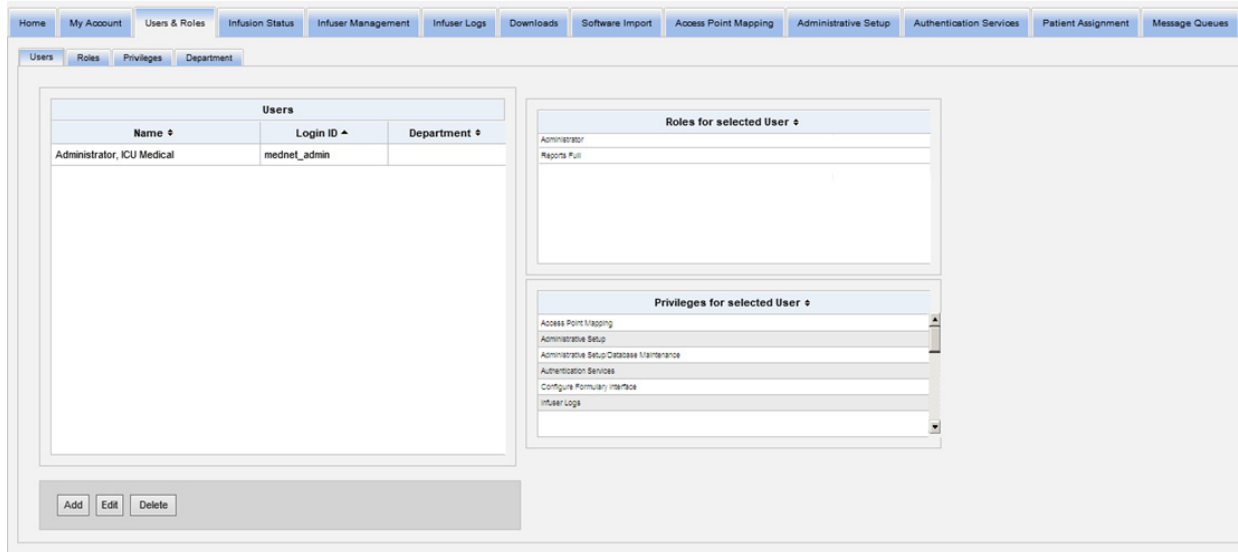 Home My Account Users & Roles Infusion Status Infuser Management Infuser Logs Downloads Software Import Access Point Mapping Administrative Setup Authentication Services Patient Assignment Message Queues
Users Roles Privileges Department
Users
Name Login ID Department
Administrator, ICU Medical mednet_admin
Roles for selected User
Administrator
Reports Full
Privileges for selected User
Access Point Mapping
Administrative Setup
Administrative Setup/Database Maintenance
Authentication Services
Configure Formulary Interface
Infuser Logs
Add Edit Delete